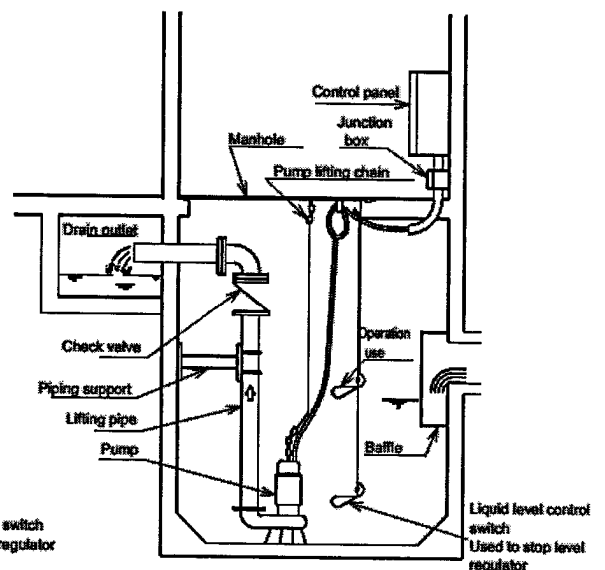 Control panel
Junction
box
Manhole
Pump lifting chain
Drain outlet
Operation
use
Check valve
Piping support
Lifting pipe
Pump
Baffle
switch
regulator
Liquid level control
switch
Used to stop level
regulator